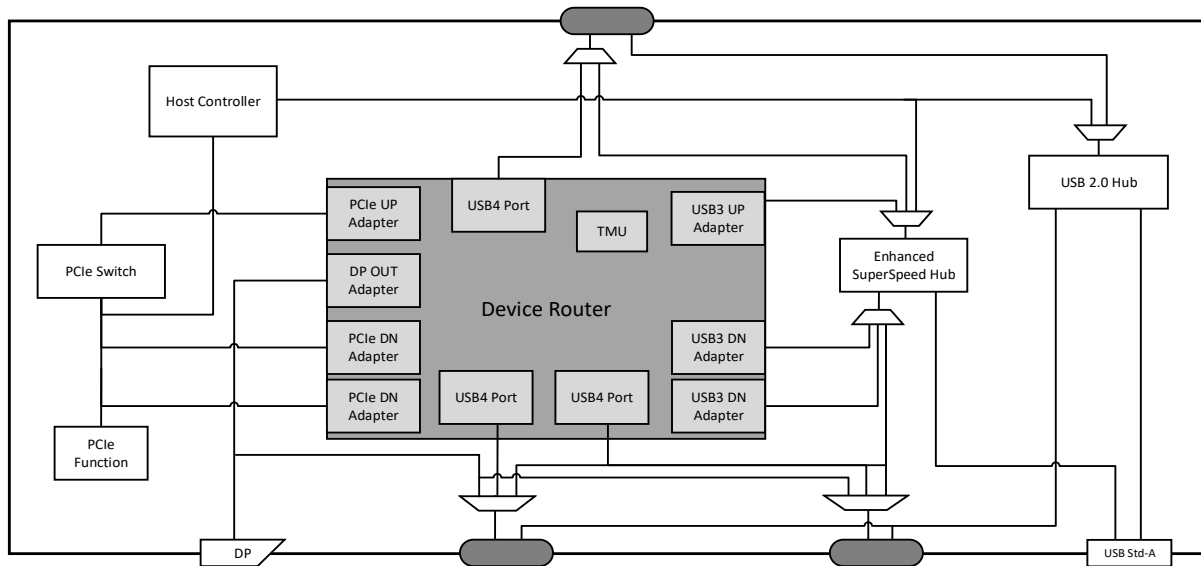 Host Controller
USB 2.0 Hub
PCIe UP
Adapter
USB4 Port
USB3 UP
Adapter
TMU
PCIe Switch
Enhanced
SuperSpeed Hub
DP OUT
Adapter
Device Router
PCIe DN
Adapter
USB3 DN
Adapter
PCIe DN
Adapter
USB4 Port
USB4 Port
USB3 DN
Adapter
PCIe
Function
DP
USB Std-A